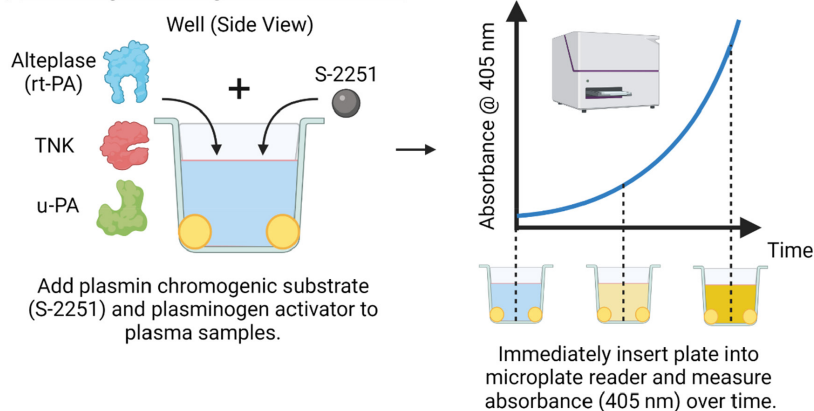 Well (Side View)
Alteplase
(rt-PA)
+
S-2251
TNK
u-PA
Add plasmin chromogenic substrate
(S-2251) and plasminogen activator to
plasma samples.
Absorbance @ 405 nm
Time
Immediately insert plate into
microplate reader and measure
absorbance (405 nm) over time.